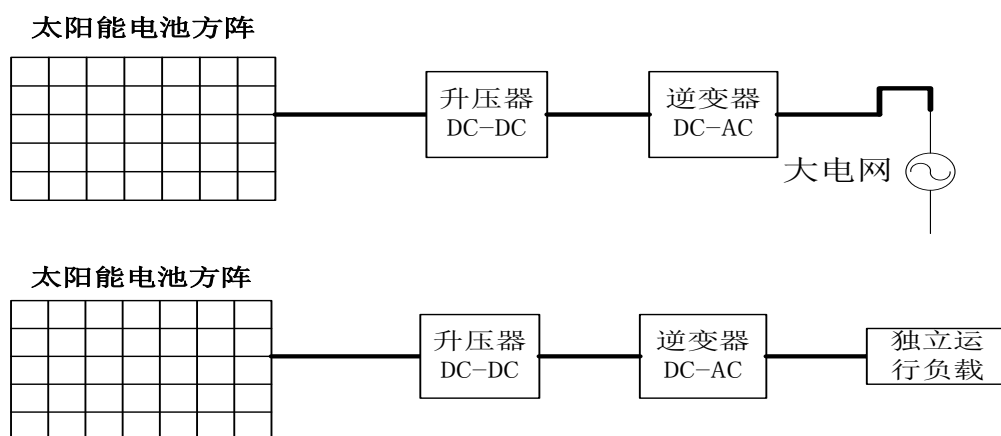 太阳能电池方阵
升压器
DC-DC
逆变器
DC-AC
大电网
太阳能电池方阵
升压器
DC-DC
逆变器
DC-AC
独立运
行负载